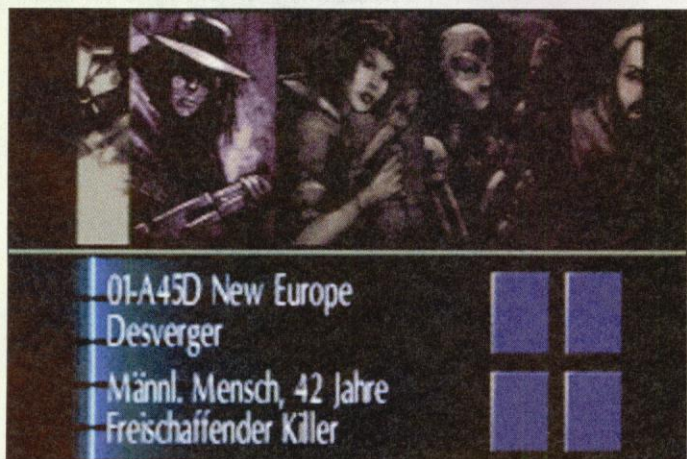 01-A45D New Europe
Desverger
Männl. Mensch, 42 Jahre
Freischaffender Killer